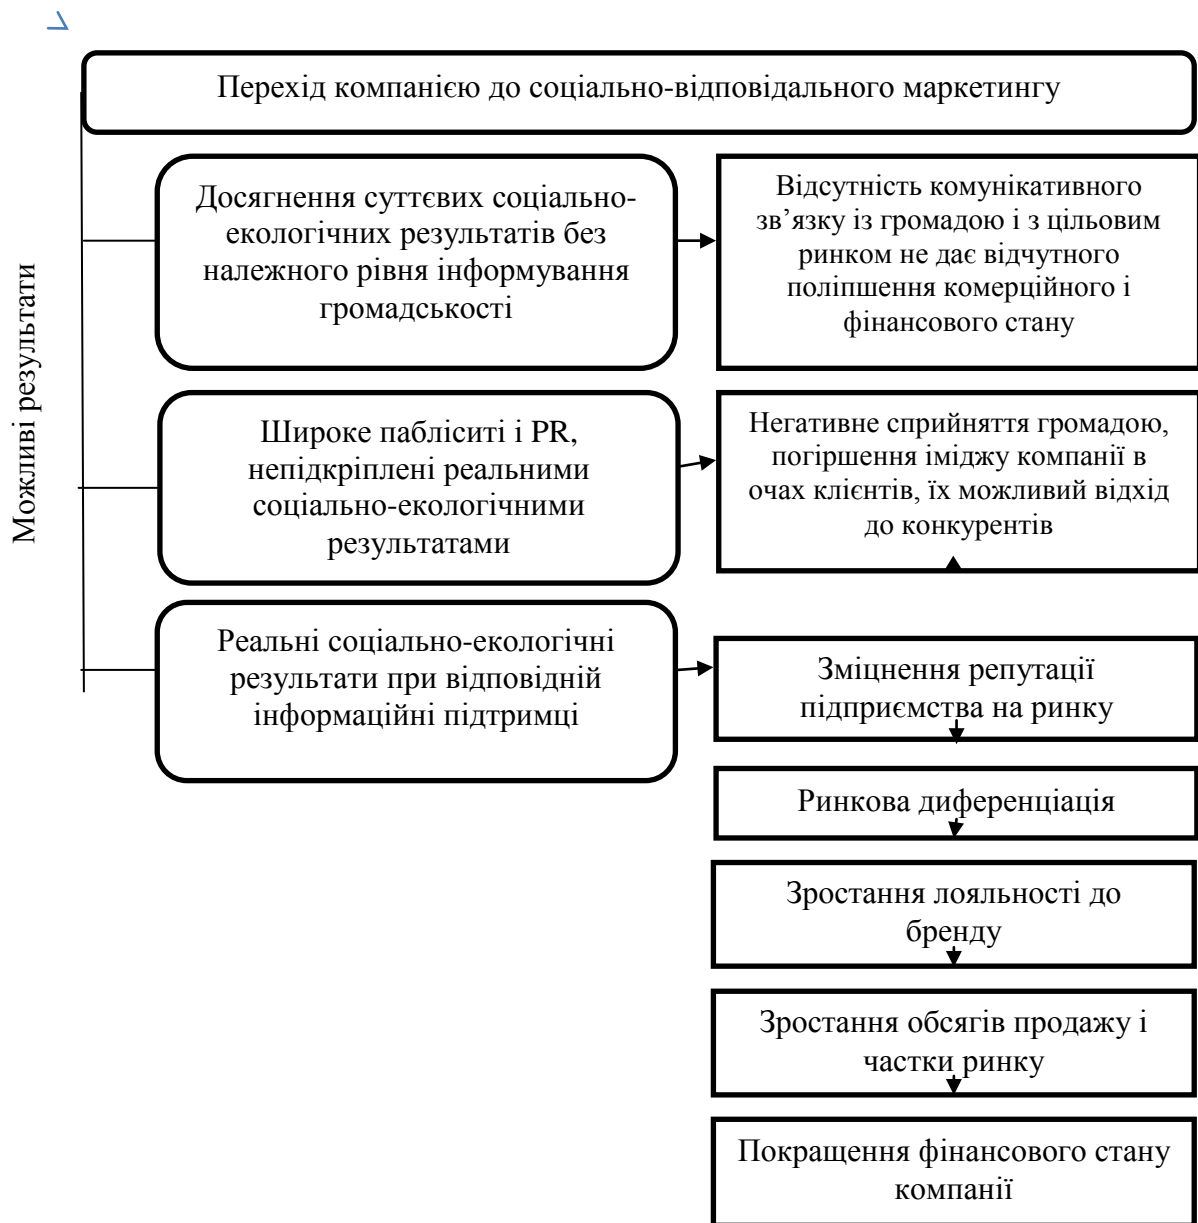 Перехід компанією до соціально-відповідального маркетингу
Можливі результати
Досягнення суттєвих соціально-
екологічних результатів без
належного рівня інформування
громадськості
Відсутність комунікативного
зв’язку із громадою і з цільовим
ринком не дає відчутного
поліпшення комерційного і
фінансового стану
Широке пабліситі і PR,
непідкріплені реальними
соціально-екологічними
результатами
Негативне сприйняття громадою,
погіршення іміджу компанії в
очах клієнтів, їх можливий відхід
до конкурентів
Реальні соціально-екологічні
результати при відповідній
інформаційні підтримці
Зміцнення репутації
підприємства на ринку
Ринкова диференціація
Зростання лояльності до
бренду
Зростання обсягів продажу і
частки ринку
Покращення фінансового стану
компанії